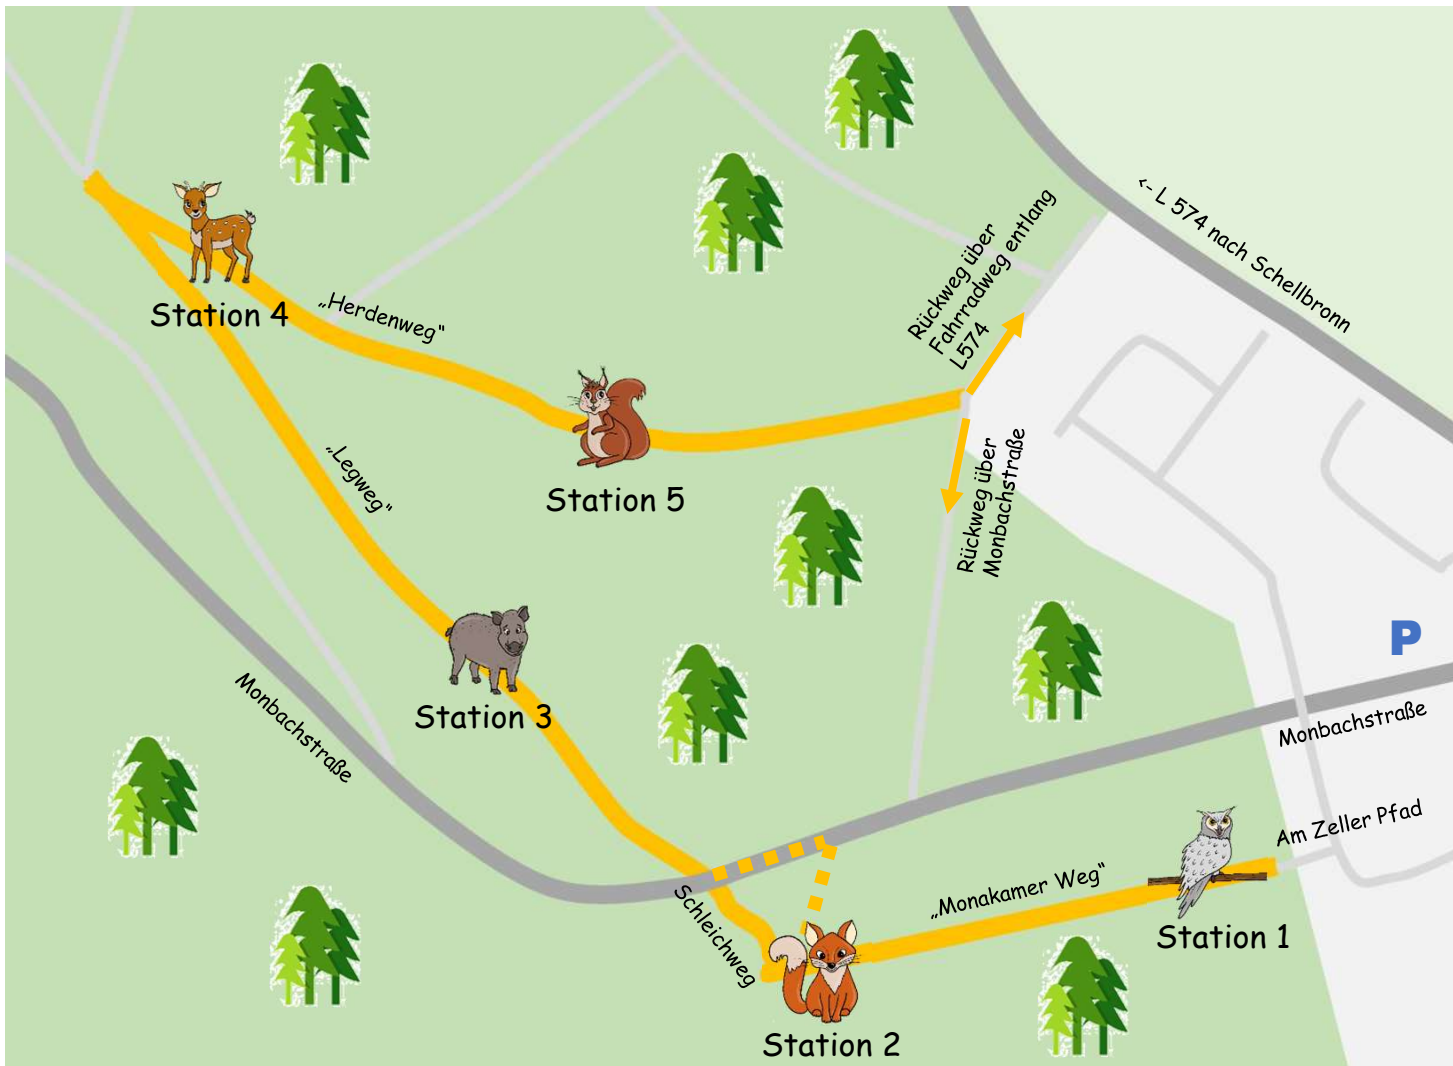 <- L 574 nach Schellbronn
Rückweg über
Fahrradweg entlang
L574
Station 4
„Herdenweg“
„Legweg“
Station 5
Rückweg über
Monbachstraße
P
Station 3
Monbachstraße
Monbachstraße
Am Zeller Pfad
„Monakamer Weg“
Schleichweg
Station 1
Station 2